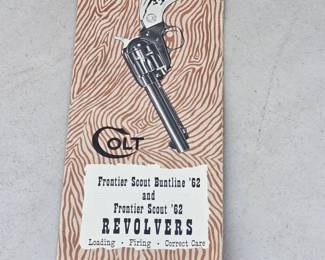 COLT
Frontier Scout Buntline '62
and
Frontier Scout '62
REVOLVERS
Loading · Firing · Correct Care